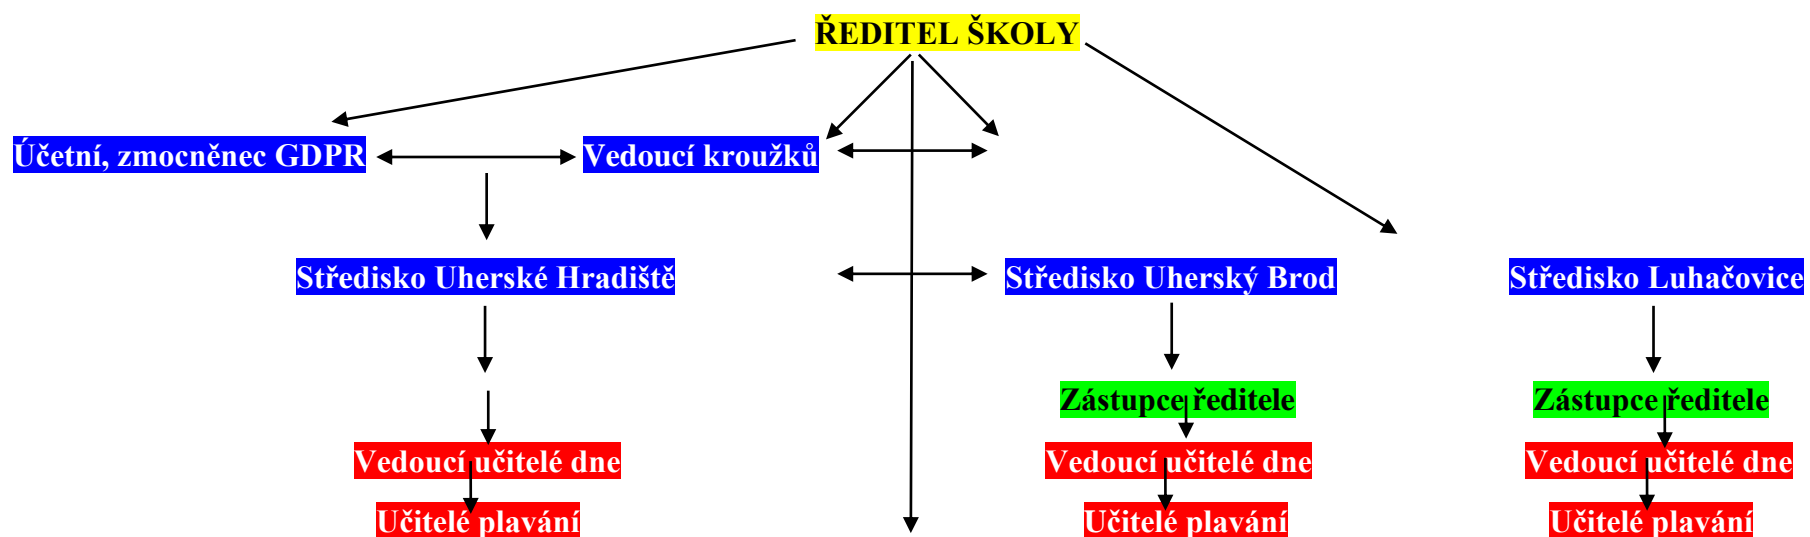 ŘEDITEL ŠKOLY
Účetní, zmocněnec GDPR Vedoucí kroužků
Středisko Uherské Hradiště Středisko Uherský Brod Středisko Luhačovice
Zástupce ředitele Zástupce ředitele
Vedoucí učitelé dne Vedoucí učitelé dne Vedoucí učitelé dne
Učitelé plavání Učitelé plavání Učitelé plavání